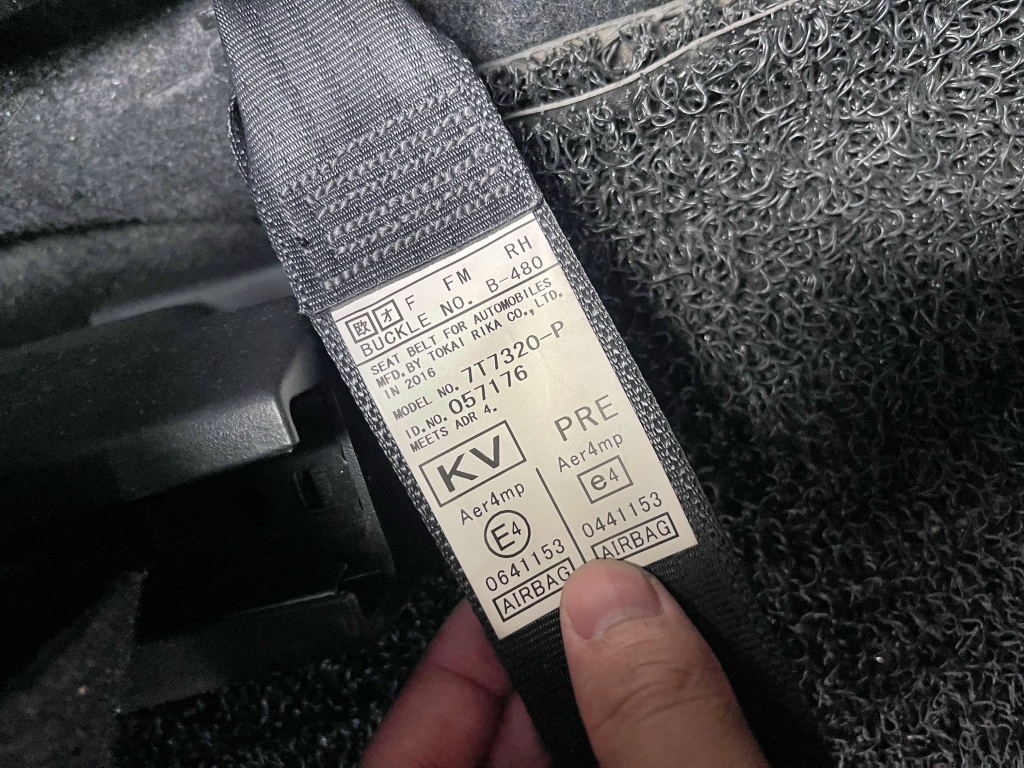 欧 オ F FM RH
BUCKLE NO. B-480
SEAT BELT FOR AUTOMOBILES
MFD.BY TOKAI RIKA CO.,LTD.
IN 2016
MODEL NO. 7T7320-P
ID.NO. 057176
MEETS ADR 4.
KV
Aer4mp
E4
0641153
AIRBAG
PRE
Aer4mp
e4
0441153
AIRBAG